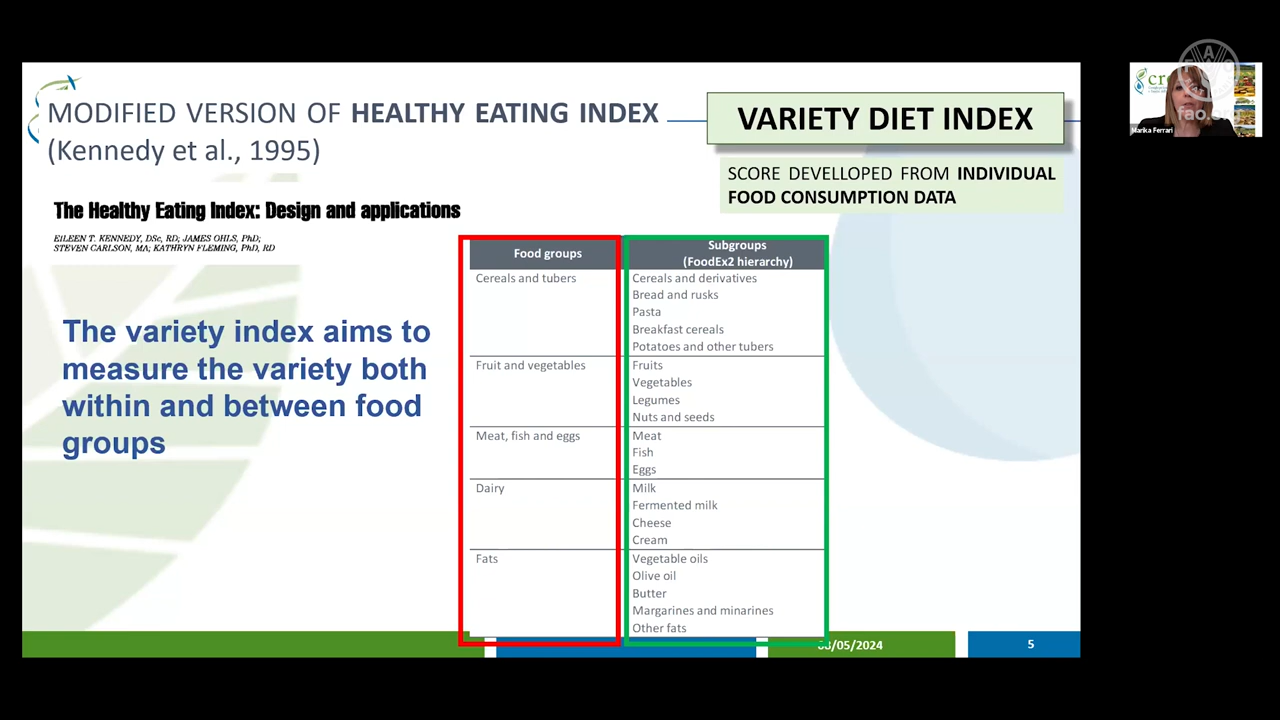 MODIFIED VERSION OF HEALTHY EATING INDEX
(Kennedy et al., 1995)
VARIETY DIET INDEX
SCORE DEVELLOPED FROM INDIVIDUAL
FOOD CONSUMPTION DATA
The Healthy Eating Index: Design and applications
EILEEN T. KENNEDY, DSc, RD; JAMES OHLS, PhD;
STEVEN CARLSON, MA; KATHRYN FLEMING, PhD, RD
The variety index aims to
measure the variety both
within and between food
groups
Food groups
Subgroups
(FoodEx2 hierarchy)
Cereals and tubers
Cereals and derivatives
Bread and rusks
Pasta
Breakfast cereals
Potatoes and other tubers
Fruit and vegetables
Fruits
Vegetables
Legumes
Nuts and seeds
Meat, fish and eggs
Meat
Fish
Eggs
Dairy
Milk
Fermented milk
Cheese
Cream
Fats
Vegetable oils
Olive oil
Butter
Margarines and minarines
Other fats
/05/2024
5
Marika Ferrari
fao.org